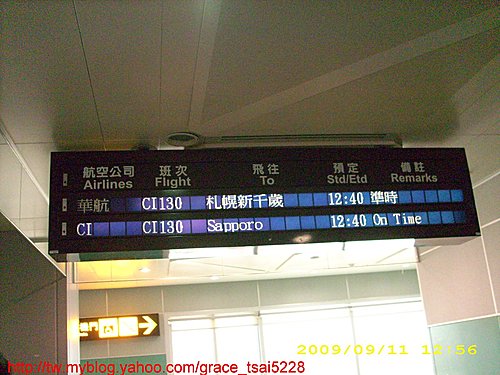 航空公司 班次 飛往 預定 備註
Airlines Flight To Std/Etd Remarks
華航 CI130 札幌新千歲 12:40 準時
CI CI130 Sapporo 12:40 On Time
2009/09/11 12:56
http://tw.myblog.yahoo.com/grace_tsai5228